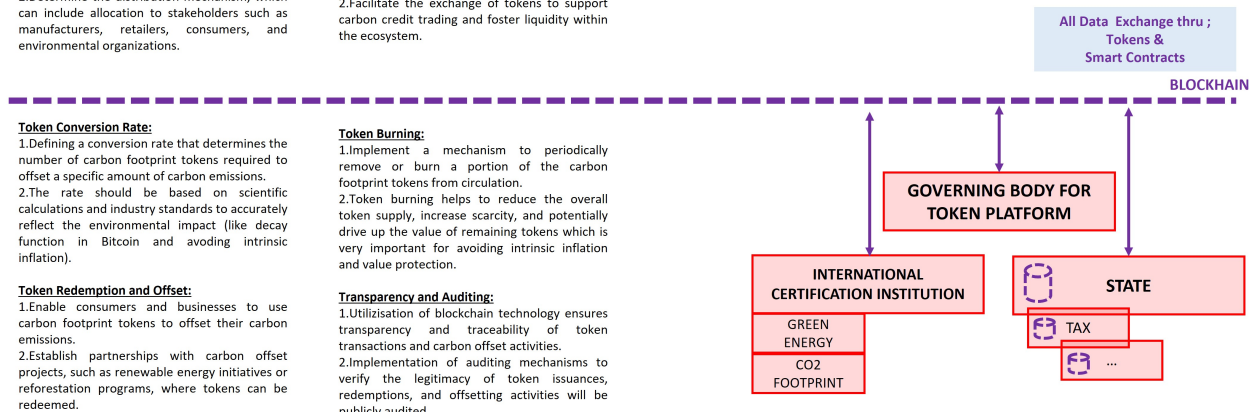 2.Determine the distribution mechanism, which
can include allocation to stakeholders such as
manufacturers, retailers, consumers, and
environmental organizations.
2.Facilitate the exchange of tokens to support
carbon credit trading and foster liquidity within
the ecosystem.
All Data Exchange thru ;
Tokens &
Smart Contracts
BLOCKHAIN
Token Conversion Rate:
1.Defining a conversion rate that determines the
number of carbon footprint tokens required to
offset a specific amount of carbon emissions.
2.The rate should be based on scientific
calculations and industry standards to accurately
reflect the environmental impact (like decay
function in Bitcoin and avoding intrinsic
inflation).
Token Redemption and Offset:
1.Enable consumers and businesses to use
carbon footprint tokens to offset their carbon
emissions.
2.Establish partnerships with carbon offset
projects, such as renewable energy initiatives or
reforestation programs, where tokens can be
redeemed.
Token Burning:
1.Implement a mechanism to periodically
remove or burn a portion of the carbon
footprint tokens from circulation.
2.Token burning helps to reduce the overall
token supply, increase scarcity, and potentially
drive up the value of remaining tokens which is
very important for avoiding intrinsic inflation
and value protection.
Transparency and Auditing:
1.Utilizisation of blockchain technology ensures
transparency and traceability of token
transactions and carbon offset activities.
2.Implementation of auditing mechanisms to
verify the legitimacy of token issuances,
redemptions, and offsetting activities will be
publicly audited.
GOVERNING BODY FOR
TOKEN PLATFORM
INTERNATIONAL
CERTIFICATION INSTITUTION
GREEN
ENERGY
CO2
FOOTPRINT
STATE
TAX
...